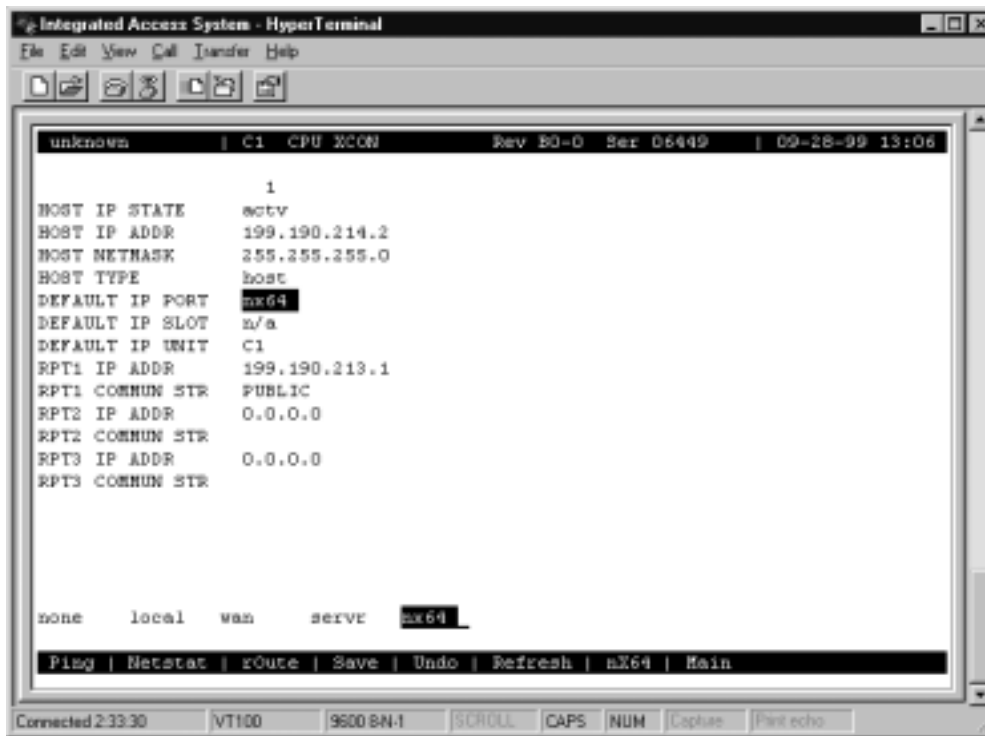 Integrated Access System - HyperTerminal
File Edit View Call Transfer Help
unknown | C1 CPU XCON Rev B0-0 Ser 06449 | 09-28-99 13:06
1
HOST IP STATE actv
HOST IP ADDR 199.190.214.2
HOST NETMASK 255.255.255.0
HOST TYPE host
DEFAULT IP PORT nx64
DEFAULT IP SLOT n/a
DEFAULT IP UNIT C1
RPT1 IP ADDR 199.190.213.1
RPT1 COMMUN STR PUBLIC
RPT2 IP ADDR 0.0.0.0
RPT2 COMMUN STR
RPT3 IP ADDR 0.0.0.0
RPT3 COMMUN STR
none local wan servr nx64
Ping | Netstat | rOute | Save | Undo | Refresh | nX64 | Main
Connected 2:33:30 VT100 9600 8-N-1 SCROLL CAPS NUM Capture Print echo